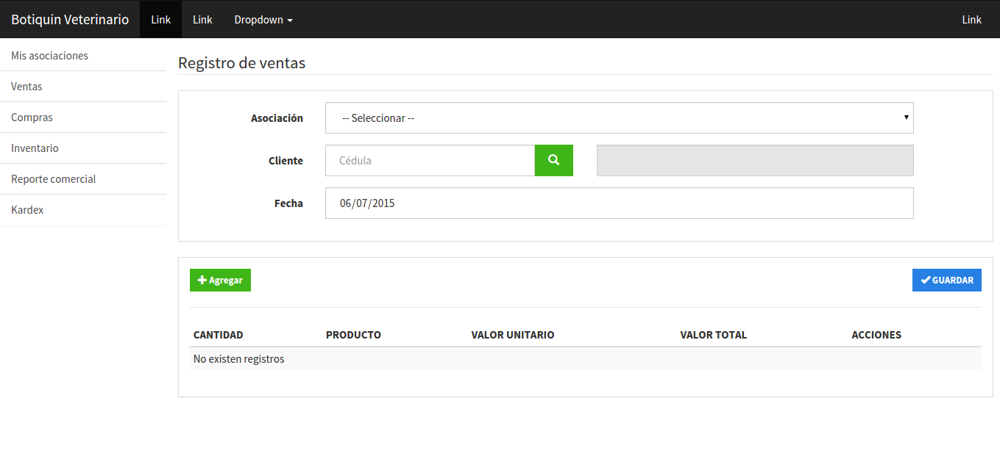 Botiquín Veterinario Link Link Dropdown Link
Mis asociaciones
Ventas
Compras
Inventario
Reporte comercial
Kardex
Registro de ventas
Asociación -- Seleccionar --
Cliente Cédula
Fecha 06/07/2015
Agregar GUARDAR
CANTIDAD PRODUCTO VALOR UNITARIO VALOR TOTAL ACCIONES
No existen registros